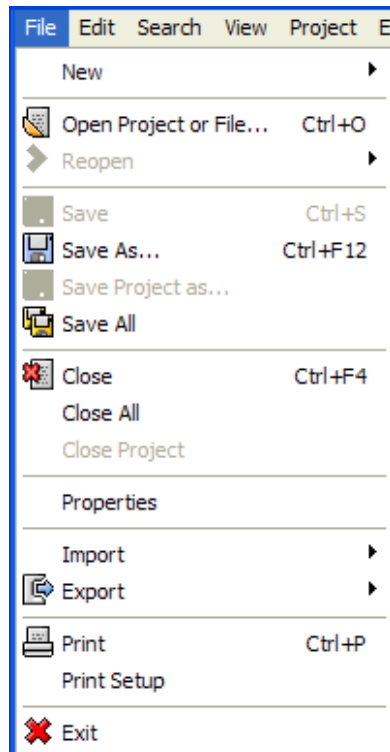 File Edit Search View Project E
New
Open Project or File... Ctrl+O
Reopen
Save Ctrl+S
Save As... Ctrl+F12
Save Project as...
Save All
Close Ctrl+F4
Close All
Close Project
Properties
Import
Export
Print Ctrl+P
Print Setup
Exit